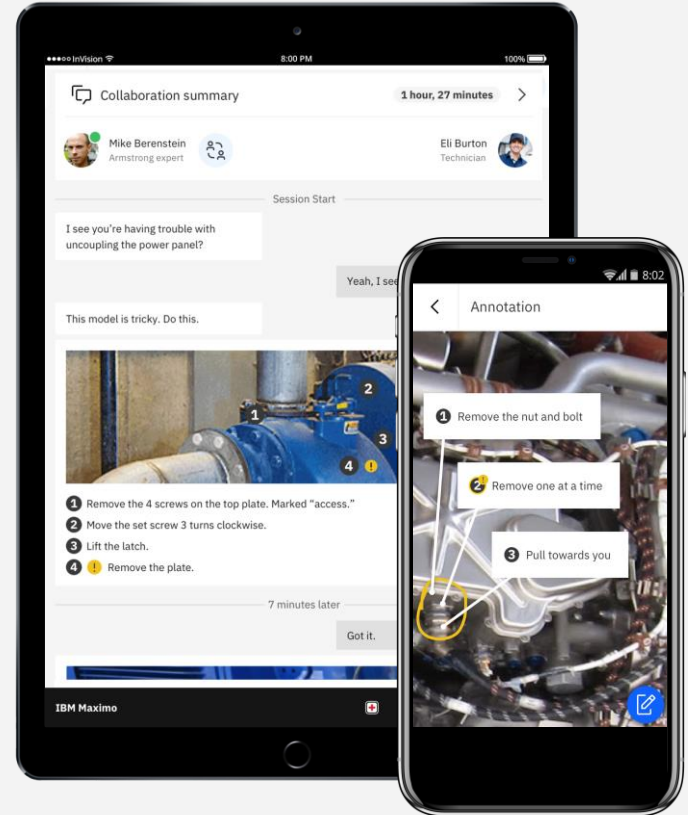 InVision
8:00 PM
100%
Collaboration summary
1 hour, 27 minutes
Mike Berenstein
Armstrong expert
Eli Burton
Technician
Session Start
I see you're having trouble with
uncoupling the power panel?
Yeah, I see
This model is tricky. Do this.
1
2
3
4 !
1 Remove the 4 screws on the top plate. Marked “access.”
2 Move the set screw 3 turns clockwise.
3 Lift the latch.
4 ! Remove the plate.
7 minutes later
Got it.
IBM Maximo
8:02
Annotation
1 Remove the nut and bolt
2 Remove one at a time
3 Pull towards you